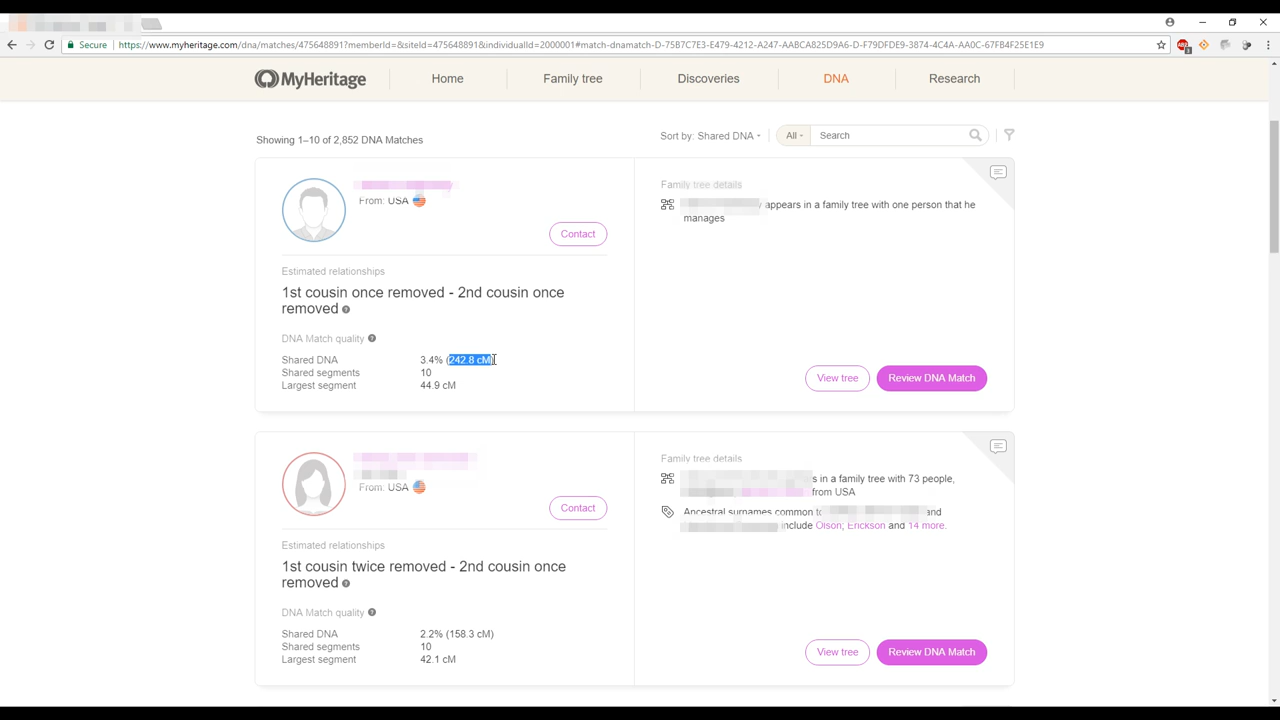 Secure
https://www.myheritage.com/dna/matches/475648891?memberId=&siteId=475648891&individualId=2000001#match-dnamatch-D-75B7C7E3-E479-4212-A247-AABCA825D9A6-D-F79DFDE9-3874-4C4A-AA0C-67FB4F25E1E9
MyHeritage
Home
Family tree
Discoveries
DNA
Research
Showing 1–10 of 2,852 DNA Matches
Sort by: Shared DNA
All
Search
From: USA
Contact
Estimated relationships
1st cousin once removed - 2nd cousin once
removed
DNA Match quality
Shared DNA 3.4% (242.8 cM)
Shared segments 10
Largest segment 44.9 cM
Family tree details
appears in a family tree with one person that he
manages
View tree
Review DNA Match
From: USA
Contact
Estimated relationships
1st cousin twice removed - 2nd cousin once
removed
DNA Match quality
Shared DNA 2.2% (158.3 cM)
Shared segments 10
Largest segment 42.1 cM
Family tree details
in a family tree with 73 people,
from USA
Ancestral surnames common to and
include Olson, Erickson and 14 more.
View tree
Review DNA Match